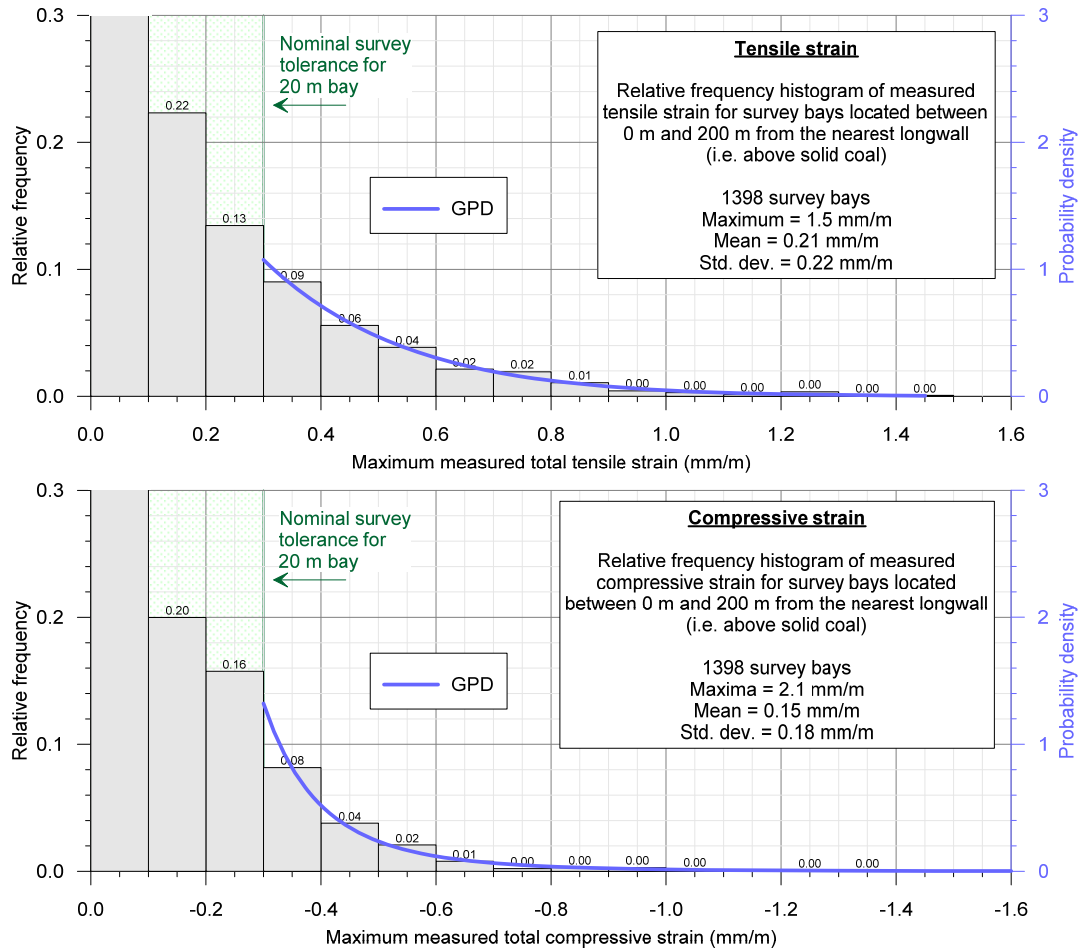 0.3
0.2
0.1
0.0
Relative frequency
3
2
1
0
Probability density
Nominal survey
tolerance for
20 m bay
GPD
Tensile strain
Relative frequency histogram of measured
tensile strain for survey bays located between
0 m and 200 m from the nearest longwall
(i.e. above solid coal)
1398 survey bays
Maximum = 1.5 mm/m
Mean = 0.21 mm/m
Std. dev. = 0.22 mm/m
0.22
0.13
0.09
0.06
0.04
0.02
0.02
0.01
0.00
0.00
0.00
0.00
0.00
0.00
0.0 0.2 0.4 0.6 0.8 1.0 1.2 1.4 1.6
Maximum measured total tensile strain (mm/m)
0.3
0.2
0.1
0.0
Relative frequency
3
2
1
0
Probability density
Nominal survey
tolerance for
20 m bay
GPD
Compressive strain
Relative frequency histogram of measured
compressive strain for survey bays located
between 0 m and 200 m from the nearest longwall
(i.e. above solid coal)
1398 survey bays
Maxima = 2.1 mm/m
Mean = 0.15 mm/m
Std. dev. = 0.18 mm/m
0.20
0.16
0.08
0.04
0.02
0.01
0.00
0.00
0.00
0.00
0.00
0.00
0.0 -0.2 -0.4 -0.6 -0.8 -1.0 -1.2 -1.4 -1.6
Maximum measured total compressive strain (mm/m)